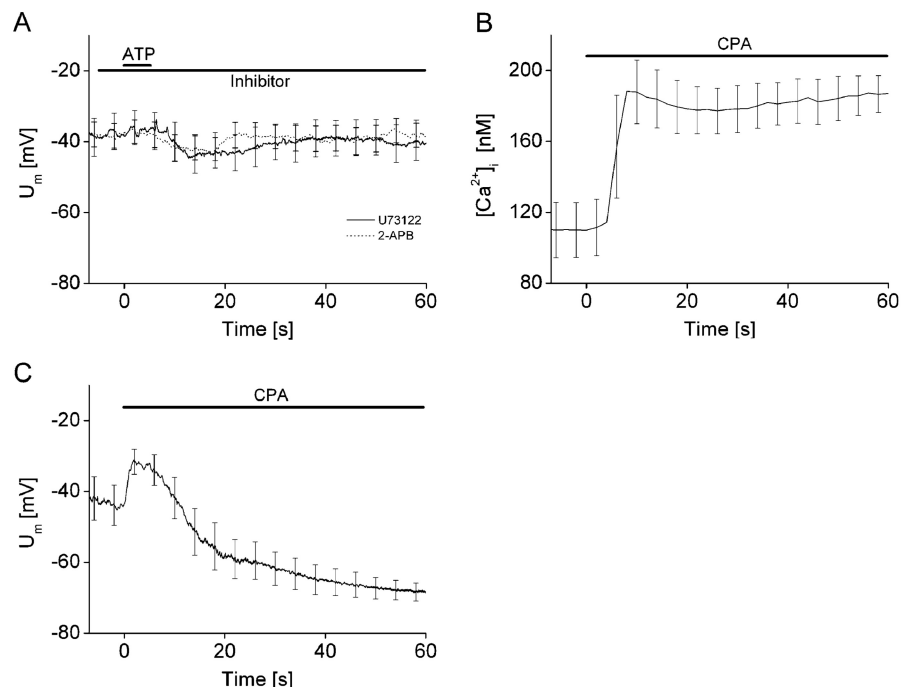 A
ATP
Inhibitor
-20
-40
-60
-80
U_m [mV]
U73122
2-APB
0
20
40
60
Time [s]
B
CPA
200
160
120
80
[Ca²⁺]_i [nM]
0
20
40
60
Time [s]
C
CPA
-20
-40
-60
-80
U_m [mV]
0
20
40
60
Time [s]